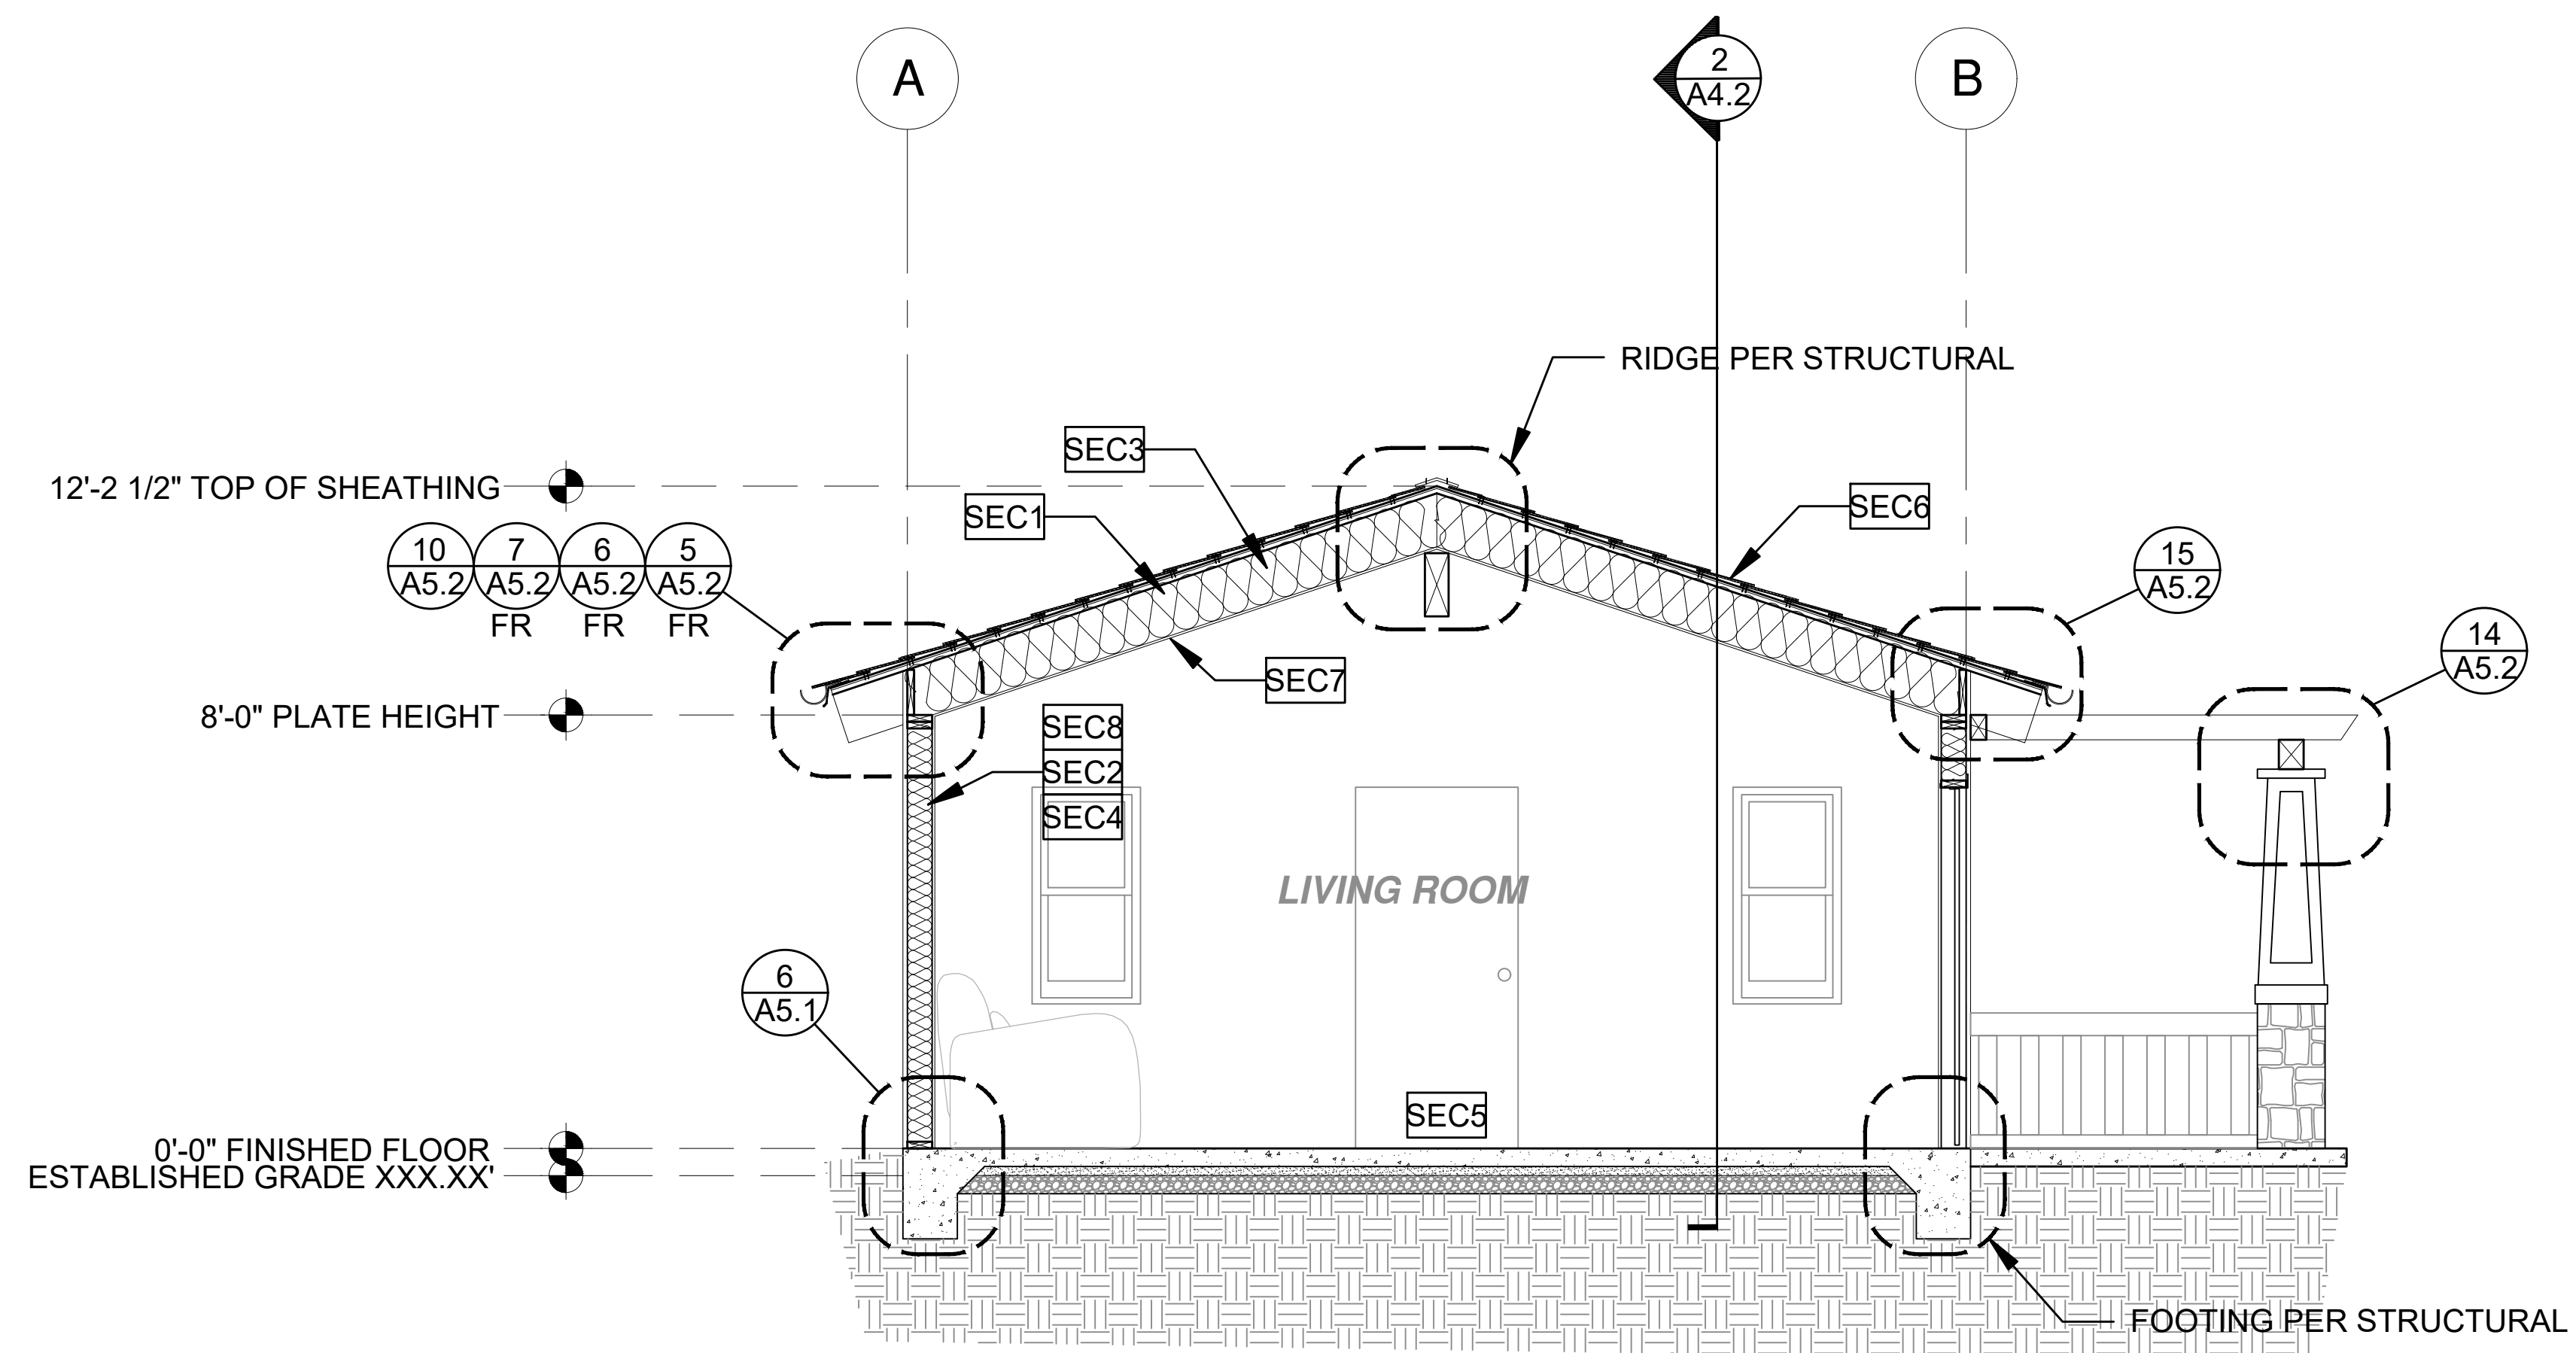 A
2
A4.2
B
RIDGE PER STRUCTURAL
SEC3
12'-2 1/2" TOP OF SHEATHING
SEC1
SEC6
10
A5.2
7
A5.2
FR
6
A5.2
FR
5
A5.2
FR
15
A5.2
14
A5.2
SEC7
8'-0" PLATE HEIGHT
SEC8
SEC2
SEC4
LIVING ROOM
6
A5.1
SEC5
0'-0" FINISHED FLOOR
ESTABLISHED GRADE XXX.XX'
FOOTING PER STRUCTURAL